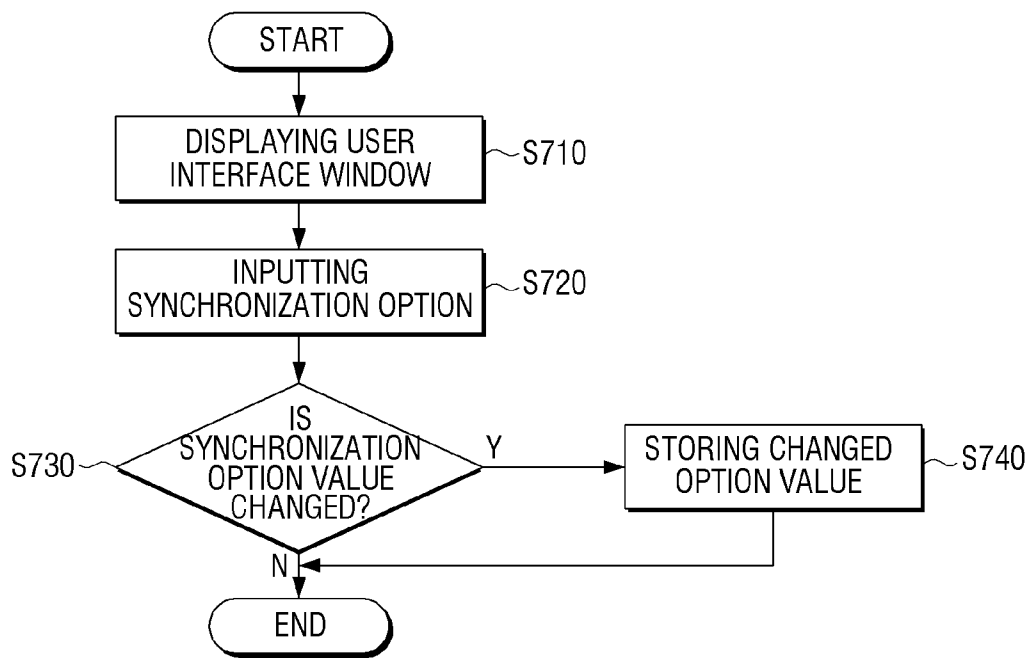 START
DISPLAYING USER
INTERFACE WINDOW
S710
INPUTTING
SYNCHRONIZATION OPTION
S720
IS
SYNCHRONIZATION
OPTION VALUE
CHANGED?
S730
Y
STORING CHANGED
OPTION VALUE
S740
N
END